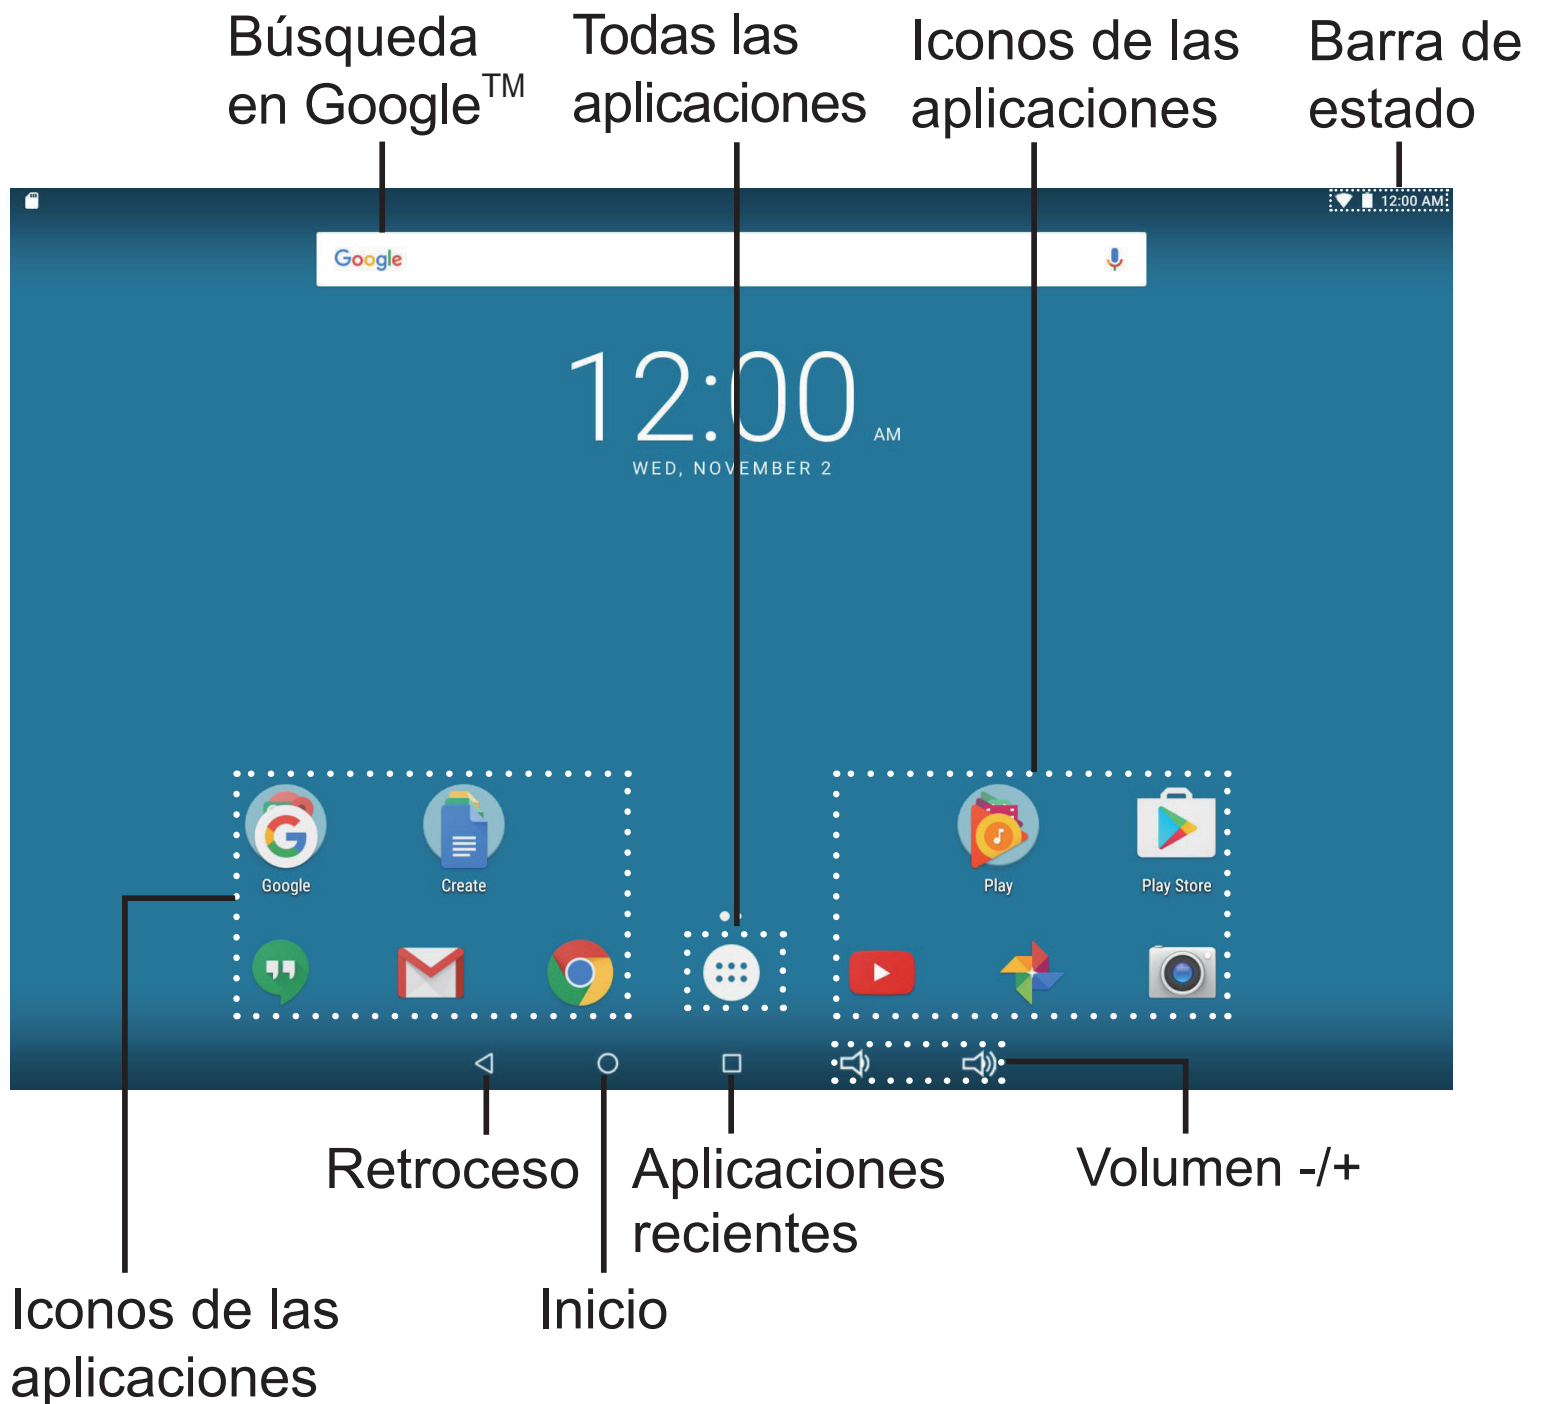 Búsqueda
en Google™
Todas las
aplicaciones
Iconos de las
aplicaciones
Barra de
estado
12:00 AM
Google
12:00 AM
WED, NOVEMBER 2
Google
Create
Play
Play Store
Retroceso
Aplicaciones
recientes
Volumen -/+
Iconos de las
aplicaciones
Inicio